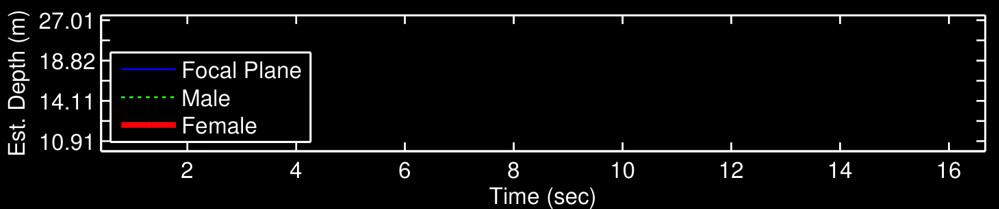 Est. Depth (m)
27.01
18.82
14.11
10.91
Focal Plane
Male
Female
2 4 6 8 10 12 14 16
Time (sec)